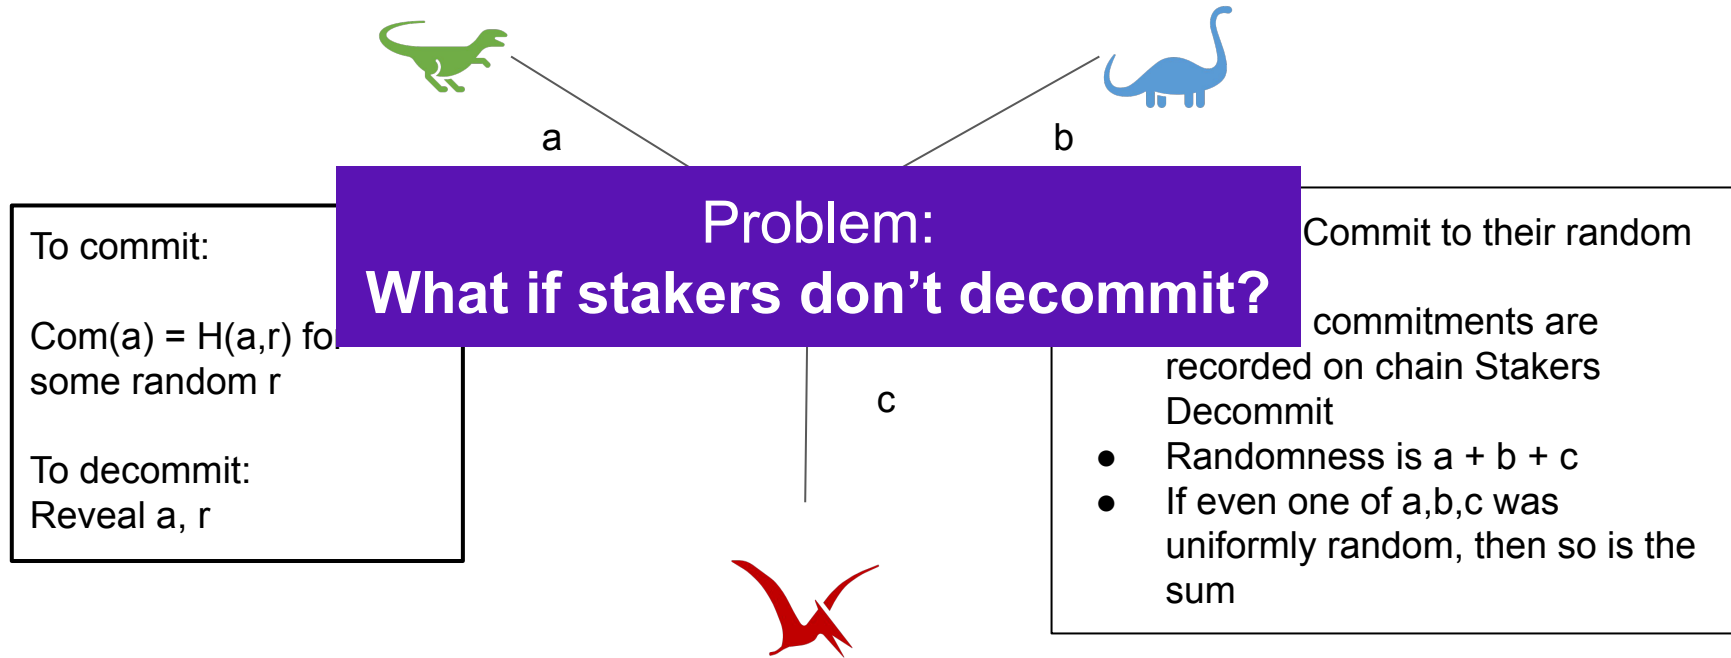 a
b
Problem:
What if stakers don’t decommit?
To commit:
Com(a) = H(a,r) for
some random r
To decommit:
Reveal a, r
c
Commit to their random
commitments are
recorded on chain Stakers
Decommit
● Randomness is a + b + c
● If even one of a,b,c was
uniformly random, then so is the
sum